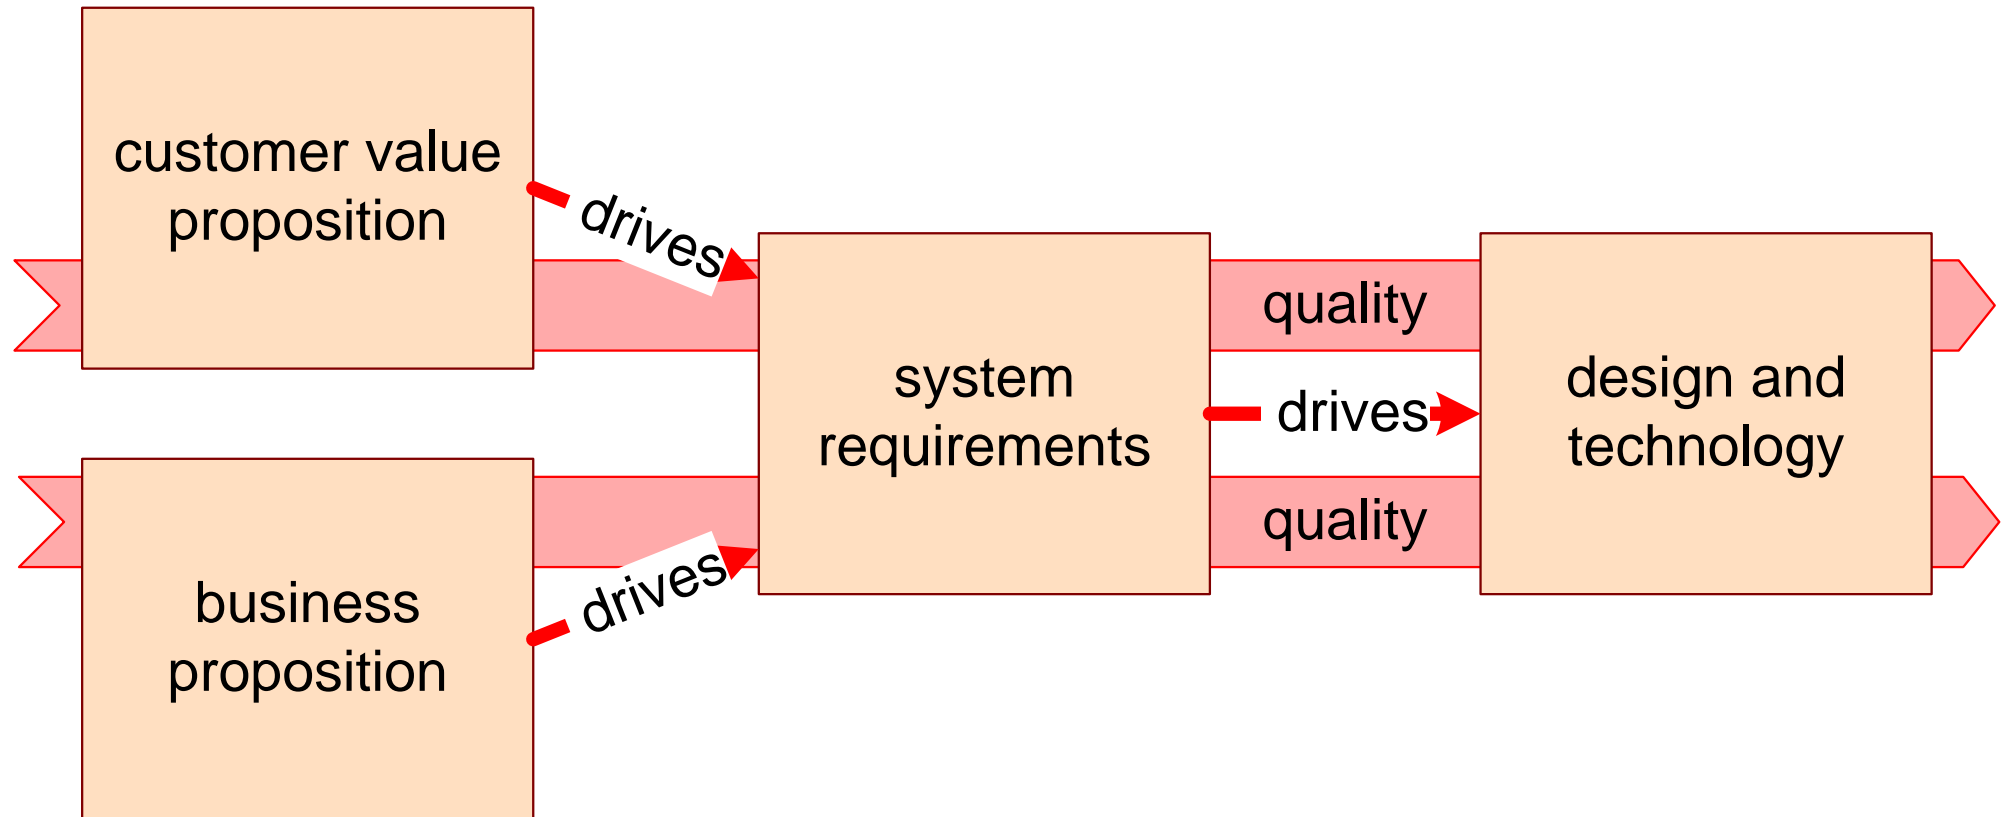 customer value
proposition
drives
quality
system
requirements
drives
design and
technology
quality
drives
business
proposition